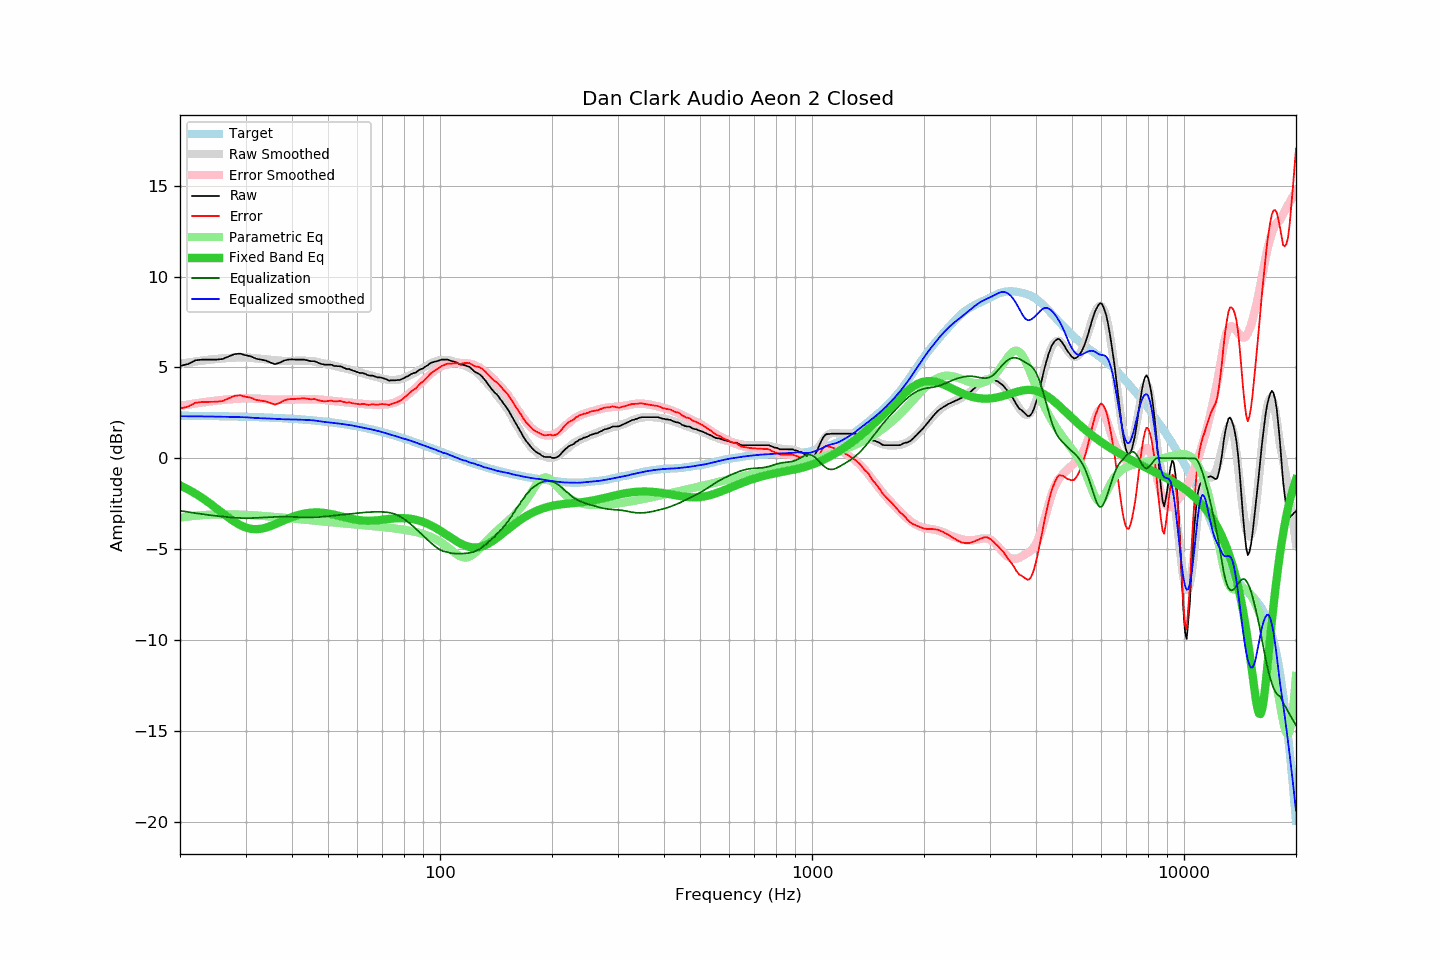 Dan Clark Audio Aeon 2 Closed
Target
Raw Smoothed
Error Smoothed
Raw
Error
Parametric Eq
Fixed Band Eq
Equalization
Equalized smoothed
15
10
5
0
−5
−10
−15
−20
Amplitude (dBr)
100
1000
10000
Frequency (Hz)